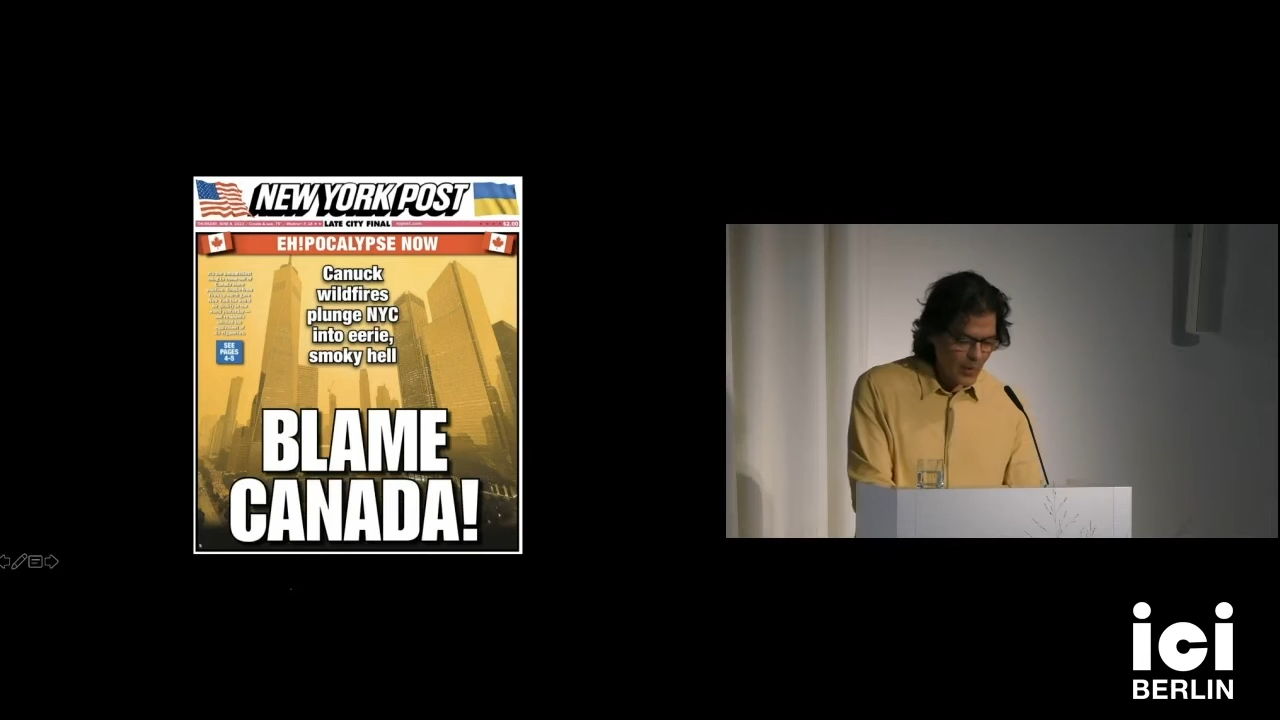 NEW YORK POST
LATE CITY FINAL
$2.00
EH!POCALYPSE NOW
Canuck
wildfires
plunge NYC
into eerie,
smoky hell
SEE
PAGES
4-5
BLAME
CANADA!
ici
BERLIN